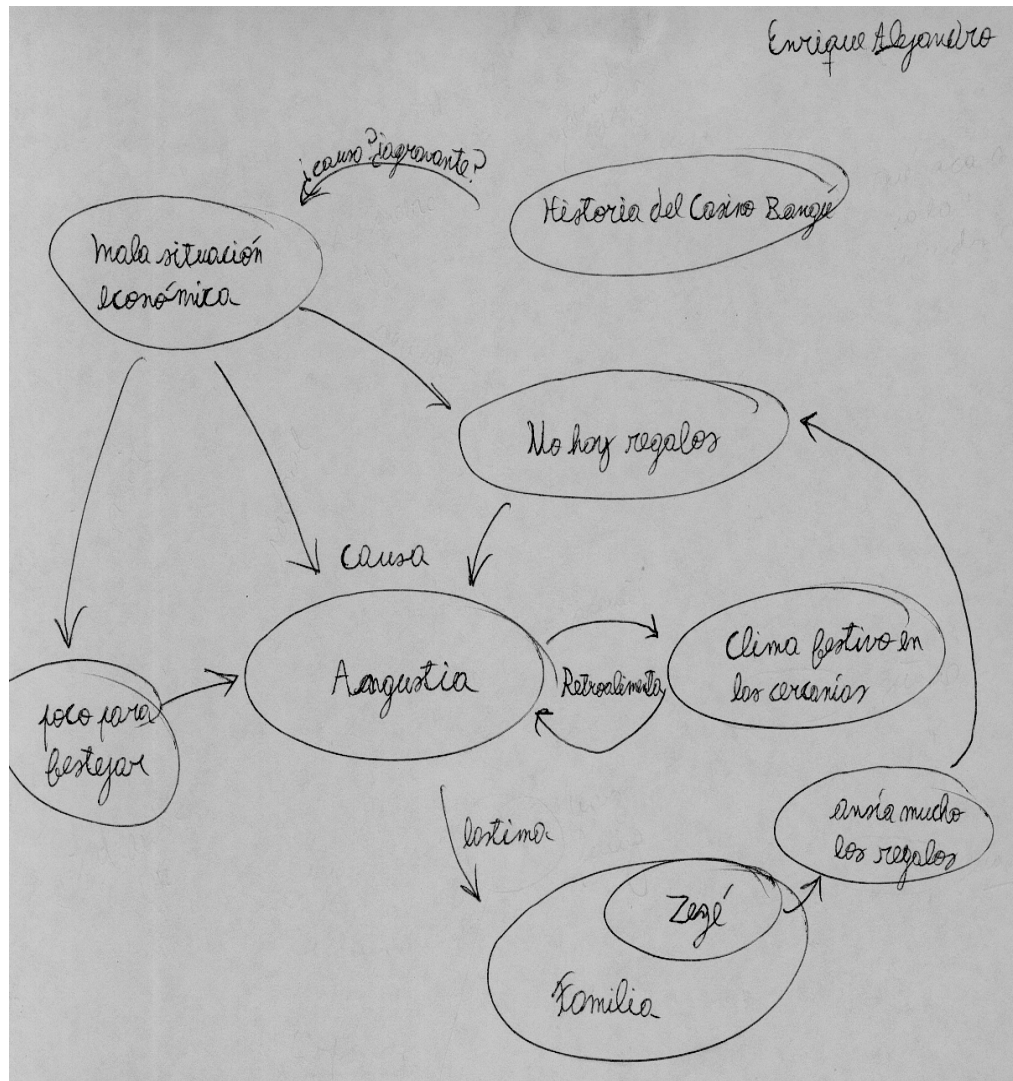 Enrique Alejandro
¿causa? ¿agravante?
Historia del Casino Bangú
mala situación
económica
No hay regalos
causa
Angustia
Retroalimenta
Clima festivo en
las cercanías
poco para
festejar
lastima
ansía mucho
los regalos
Zezé
Familia